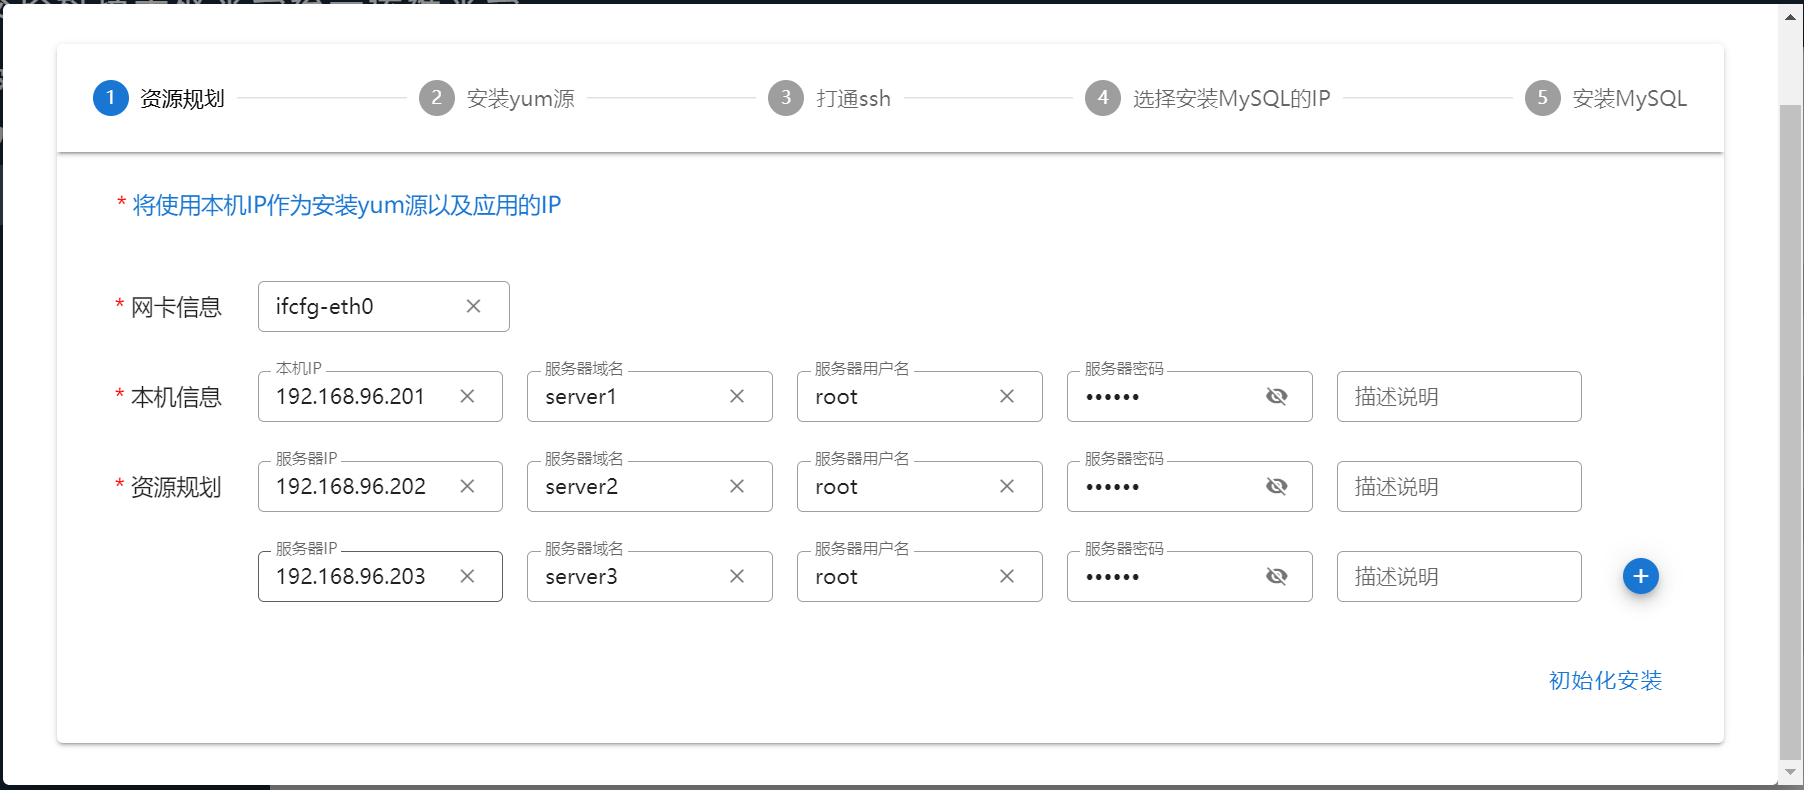 1 资源规划 2 安装yum源 3 打通ssh 4 选择安装MySQL的IP 5 安装MySQL
* 将使用本机IP作为安装yum源以及应用的IP
* 网卡信息 ifcfg-eth0
本机IP 服务器域名 服务器用户名 服务器密码
* 本机信息 192.168.96.201 server1 root •••••• 描述说明
服务器IP 服务器域名 服务器用户名 服务器密码
* 资源规划 192.168.96.202 server2 root •••••• 描述说明
服务器IP 服务器域名 服务器用户名 服务器密码
192.168.96.203 server3 root •••••• 描述说明
初始化安装